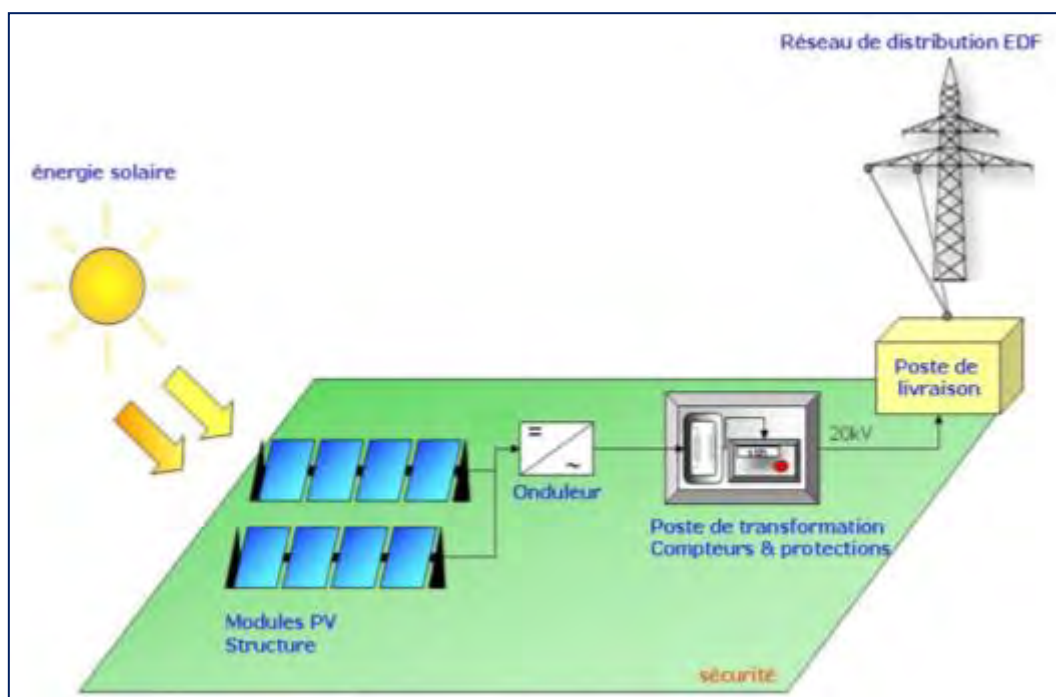 Réseau de distribution EDF
énergie solaire
Poste de
livraison
20kV
=
~
Onduleur
Poste de transformation
Compteurs & protections
Modules PV
Structure
sécurité